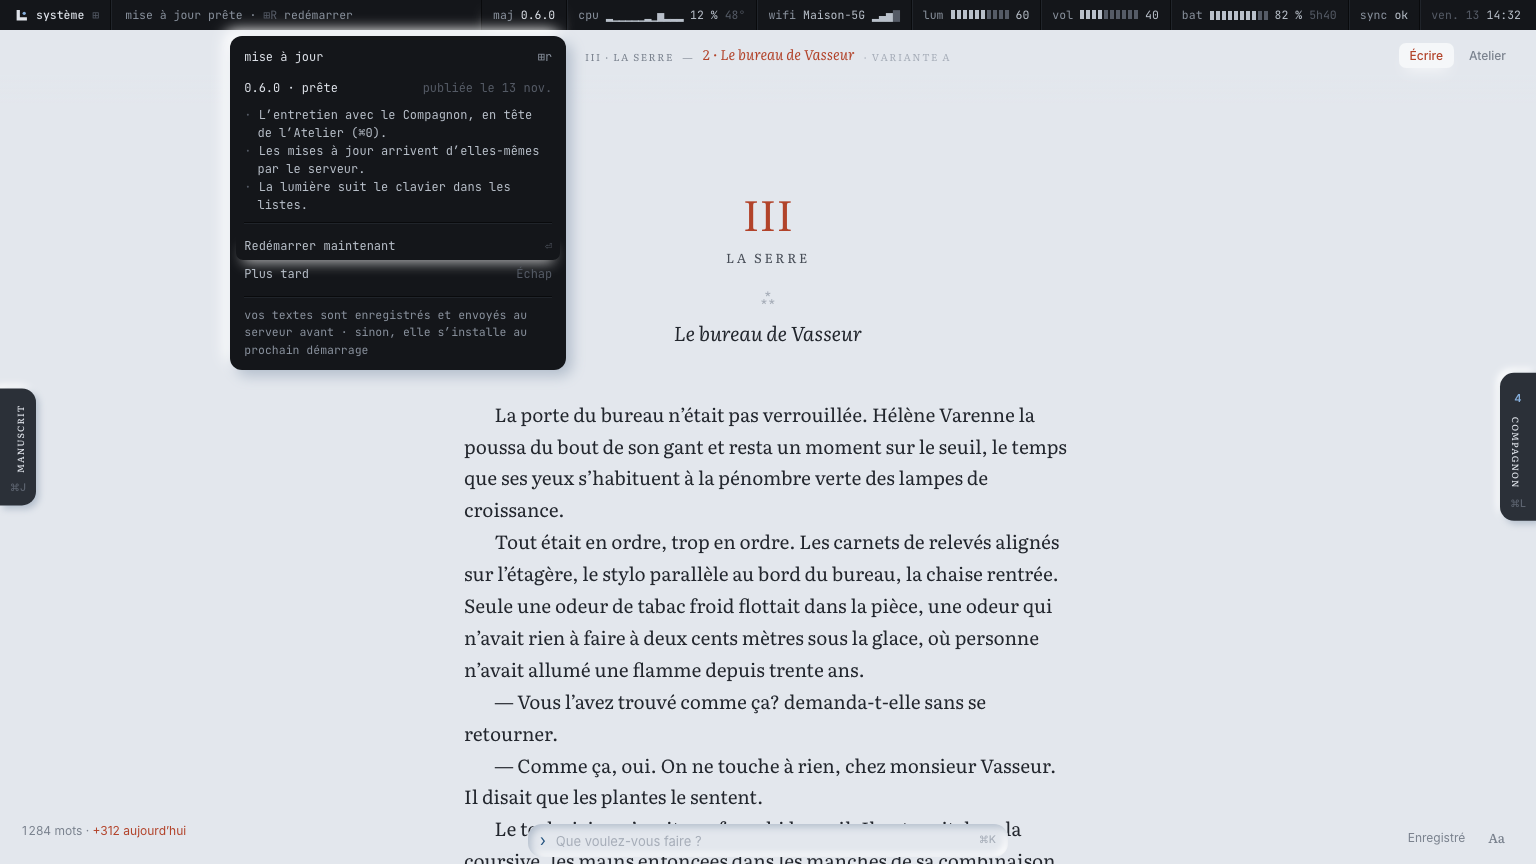 système ⊞ mise à jour prête · ⊞R redémarrer maj 0.6.0 cpu 12 % 48° wifi Maison-5G lum 60 vol 40 bat 82 % 5h40 sync ok ven. 13 14:32
III · LA SERRE — 2 · Le bureau de Vasseur · VARIANTE A
Écrire Atelier
mise à jour ⊞r
0.6.0 · prête publiée le 13 nov.
· L’entretien avec le Compagnon, en tête
de l’Atelier (⌘0).
· Les mises à jour arrivent d’elles-mêmes
par le serveur.
· La lumière suit le clavier dans les
listes.
Redémarrer maintenant ⏎
Plus tard Échap
vos textes sont enregistrés et envoyés au
serveur avant · sinon, elle s’installe au
prochain démarrage
MANUSCRIT
⌘J
III
LA SERRE
Le bureau de Vasseur
La porte du bureau n’était pas verrouillée. Hélène Varenne la
poussa du bout de son gant et resta un moment sur le seuil, le temps
que ses yeux s’habituent à la pénombre verte des lampes de
croissance.
Tout était en ordre, trop en ordre. Les carnets de relevés alignés
sur l’étagère, le stylo parallèle au bord du bureau, la chaise rentrée.
Seule une odeur de tabac froid flottait dans la pièce, une odeur qui
n’avait rien à faire à deux cents mètres sous la glace, où personne
n’avait allumé une flamme depuis trente ans.
— Vous l’avez trouvé comme ça? demanda-t-elle sans se
retourner.
— Comme ça, oui. On ne touche à rien, chez monsieur Vasseur.
Il disait que les plantes le sentent.
Le la
coursive, les mains enfoncées dans les manches de sa combinaison
4
COMPAGNON
⌘L
1284 mots · +312 aujourd’hui
› Que voulez-vous faire ? ⌘K
Enregistré Aa